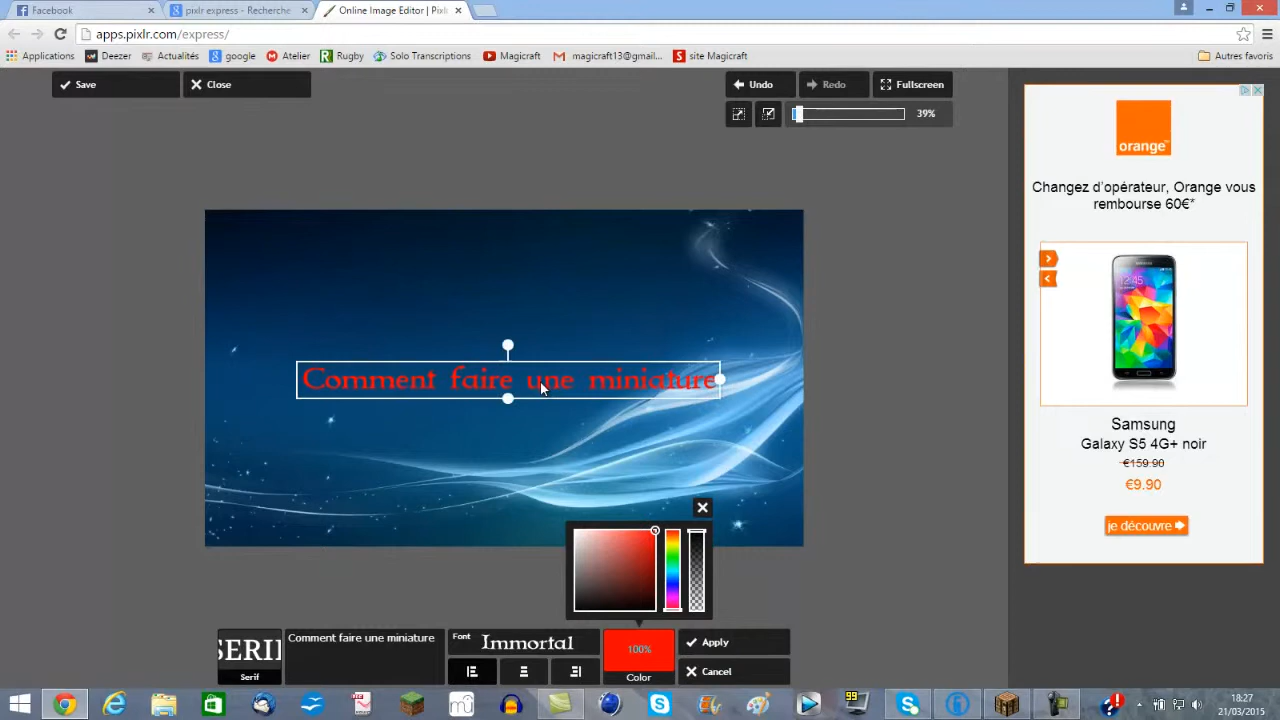 Facebook
pixlr express - Recherche
Online Image Editor | Pixlr
apps.pixlr.com/express/
Applications
Deezer
Actualités
google
Atelier
Rugby
Solo Transcriptions
Magicraft
magicraft13@gmail...
site Magicraft
Autres favoris
Save
Close
Undo
Redo
Fullscreen
39%
orange
Changez d'opérateur, Orange vous
rembourse 60€*
Samsung
Galaxy S5 4G+ noir
€159.90
€9.90
je découvre
Comment faire une miniature
SERIF
Serif
Comment faire une miniature
Font
Immortal
100%
Color
Apply
Cancel
99
18:27
21/03/2015